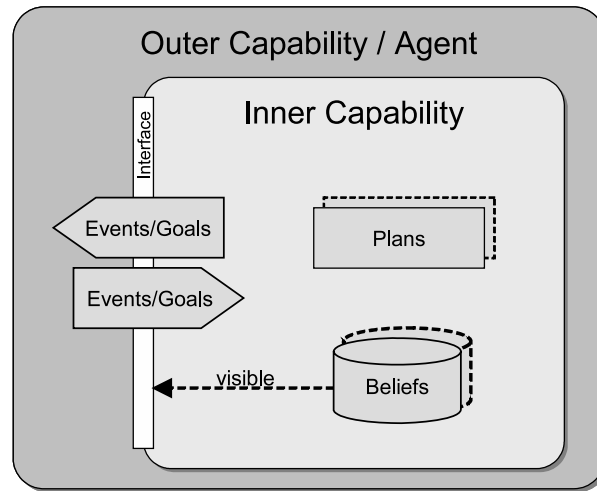 Outer Capability / Agent
Inner Capability
Interface
Events/Goals
Plans
Events/Goals
visible
Beliefs